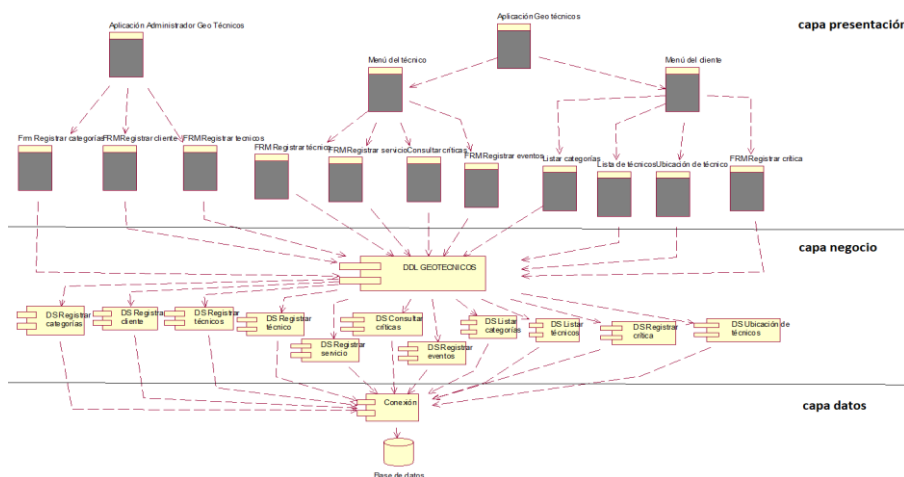 Aplicación Administrador Geo Técnicos
Aplicación Geo técnicos
capa presentación
Menú del técnico
Menú del cliente
Frm Registrar categorías
FRMRegistrar cliente
FRMRegistrar tecnicos
FRMRegistrar técnico
FRMRegistrar servicio
Consultar críticas
FRMRegistrar eventos
Listar categorías
Lista de técnicos
Ubicación de técnico
FRMRegistrar crítica
capa negocio
DDL GEOTECNICOS
DS Registrar
categorías
DS Registrar
cliente
DS Registrar
técnicos
DS Registrar
técnico
DS Registrar
servicio
DS Consultar
críticas
DS Registrar
eventos
DS Listar
categorías
DS Listar
técnicos
DS Registrar
crítica
DS Ubicación de
técnicos
capa datos
Conexión
Base de datos